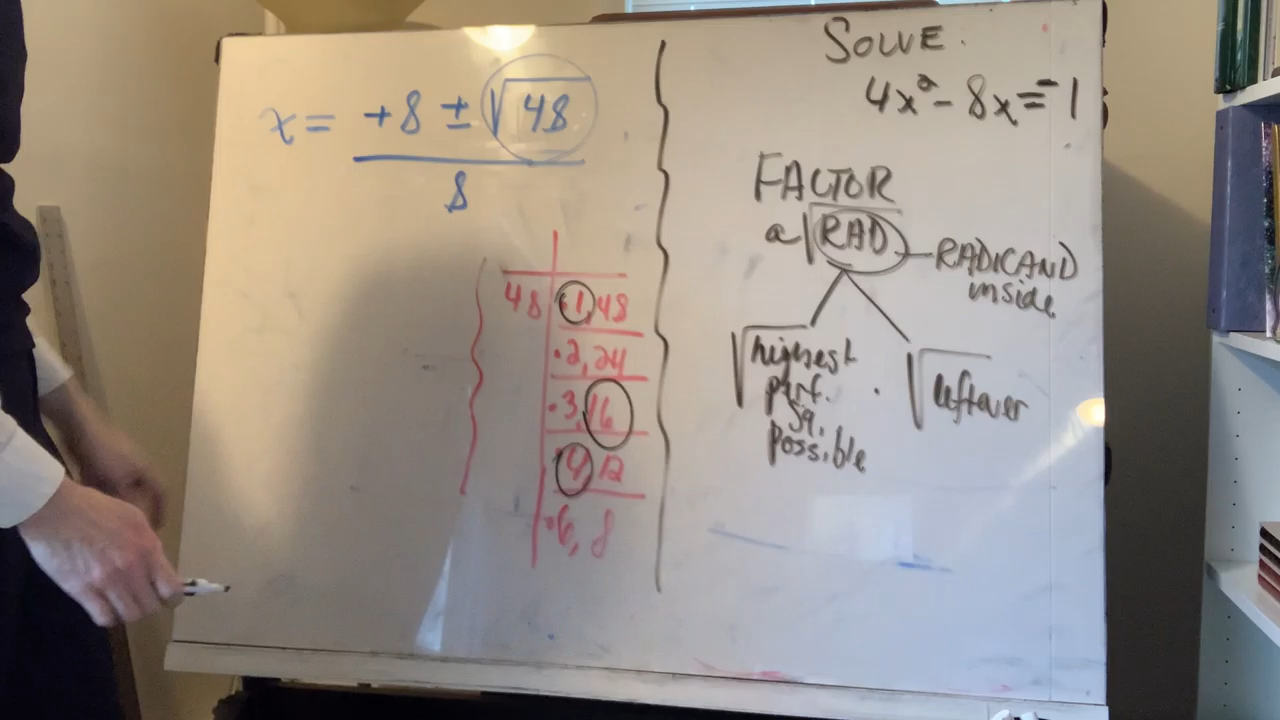 x = +8 ± √48
8
48 | 1, 48
2, 24
3, 16
4, 12
6, 8
SOLVE.
4x² - 8x = -1
FACTOR
a √RAD
RADICAND
inside
√highest
perf.
sq.
possible
· √leftover